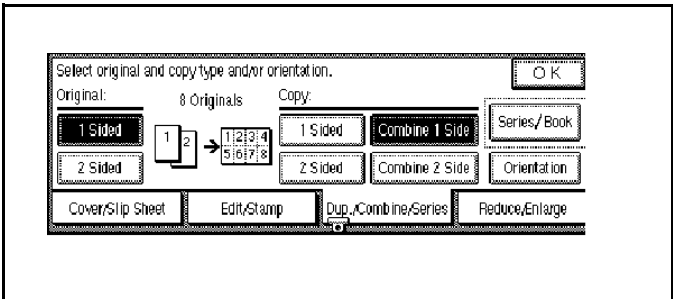 Select original and copy type and/or orientation.
O K
Original:
8 Originals
Copy:
1 Sided
1 2
1 2 3 4
5 6 7 8
1 Sided
Combine 1 Side
Series/Book
2 Sided
2 Sided
Combine 2 Side
Orientation
Cover/Slip Sheet
Edit/Stamp
Dup./Combine/Series
Reduce/Enlarge